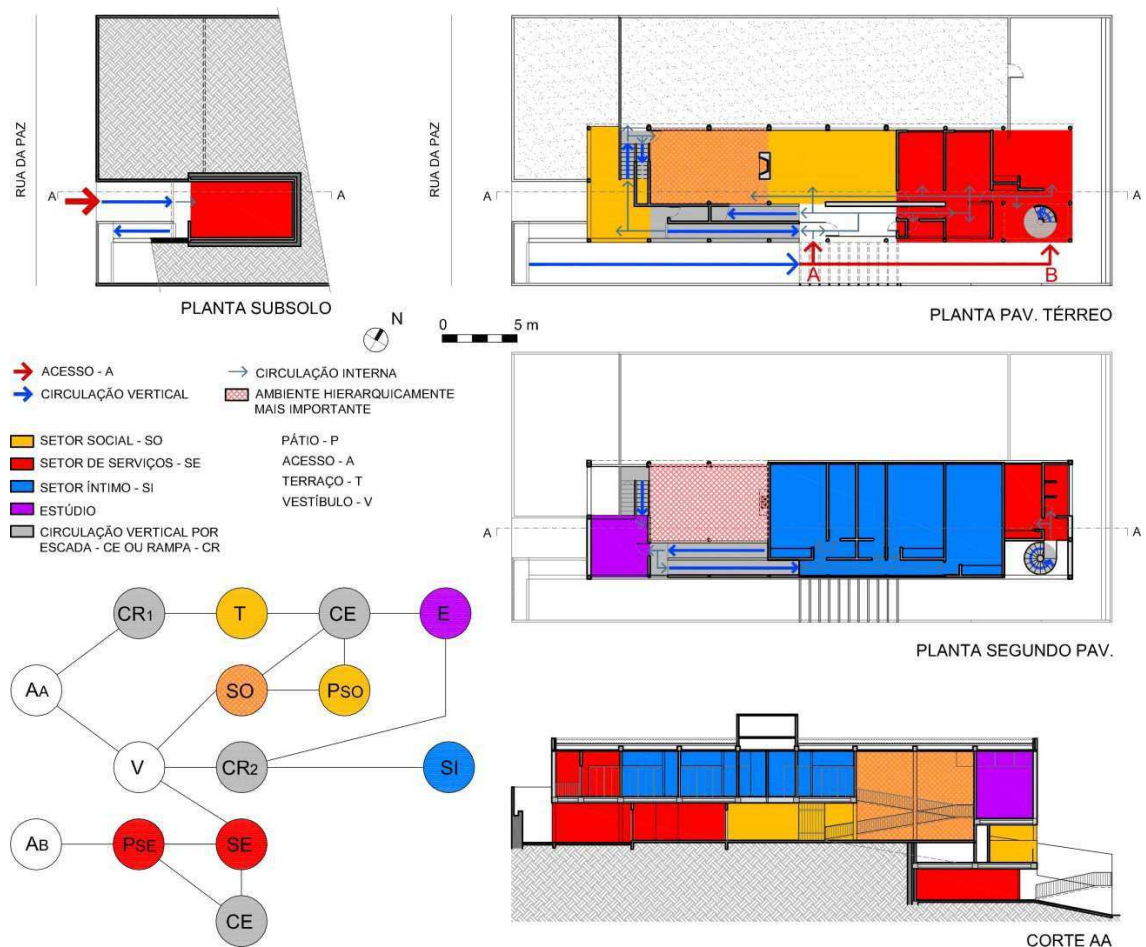 RUA DA PAZ
A
A
PLANTA SUBSOLO
RUA DA PAZ
A
A
A
B
PLANTA PAV. TÉRREO
N
0 5 m
ACESSO - A
CIRCULAÇÃO VERTICAL
CIRCULAÇÃO INTERNA
AMBIENTE HIERARQUICAMENTE
MAIS IMPORTANTE
SETOR SOCIAL - SO
SETOR DE SERVIÇOS - SE
SETOR ÍNTIMO - SI
ESTÚDIO
CIRCULAÇÃO VERTICAL POR
ESCADA - CE OU RAMPA - CR
PÁTIO - P
ACESSO - A
TERRAÇO - T
VESTÍBULO - V
A
A
PLANTA SEGUNDO PAV.
CR1
T
CE
E
AA
SO
PSO
V
CR2
SI
AB
PSE
SE
CE
CORTE AA